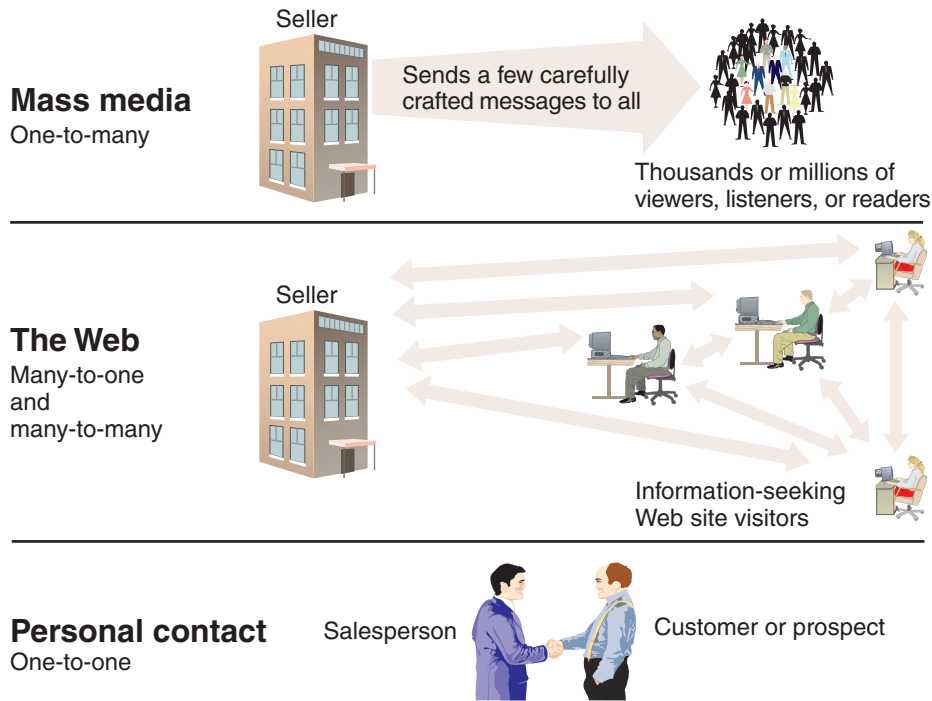 Seller
Sends a few carefully
crafted messages to all
Mass media
One-to-many
Thousands or millions of
viewers, listeners, or readers
Seller
The Web
Many-to-one
and
many-to-many
Information-seeking
Web site visitors
Personal contact
One-to-one
Salesperson
Customer or prospect